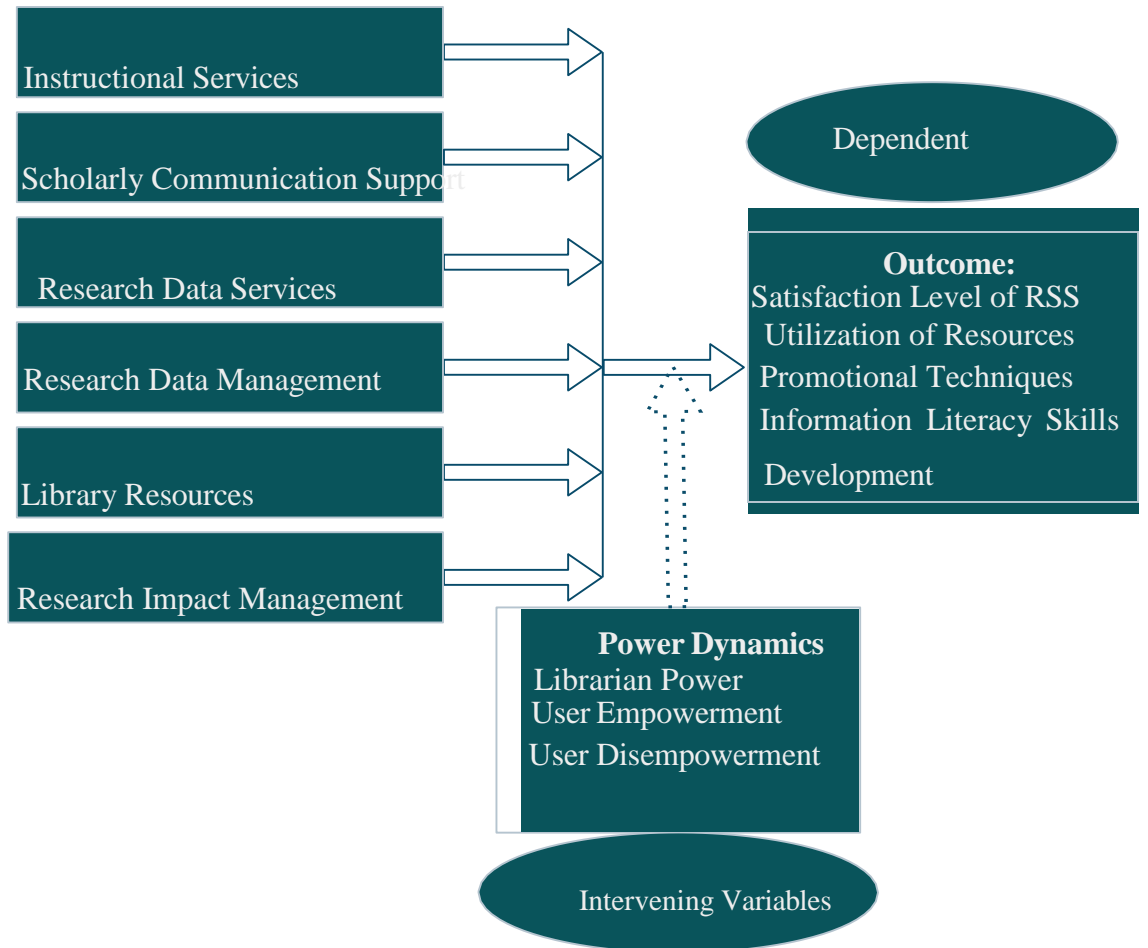 Instructional Services
Scholarly Communication Support
Research Data Services
Research Data Management
Library Resources
Research Impact Management
Dependent
Outcome:
Satisfaction Level of RSS
Utilization of Resources
Promotional Techniques
Information Literacy Skills
Development
Power Dynamics
Librarian Power
User Empowerment
User Disempowerment
Intervening Variables